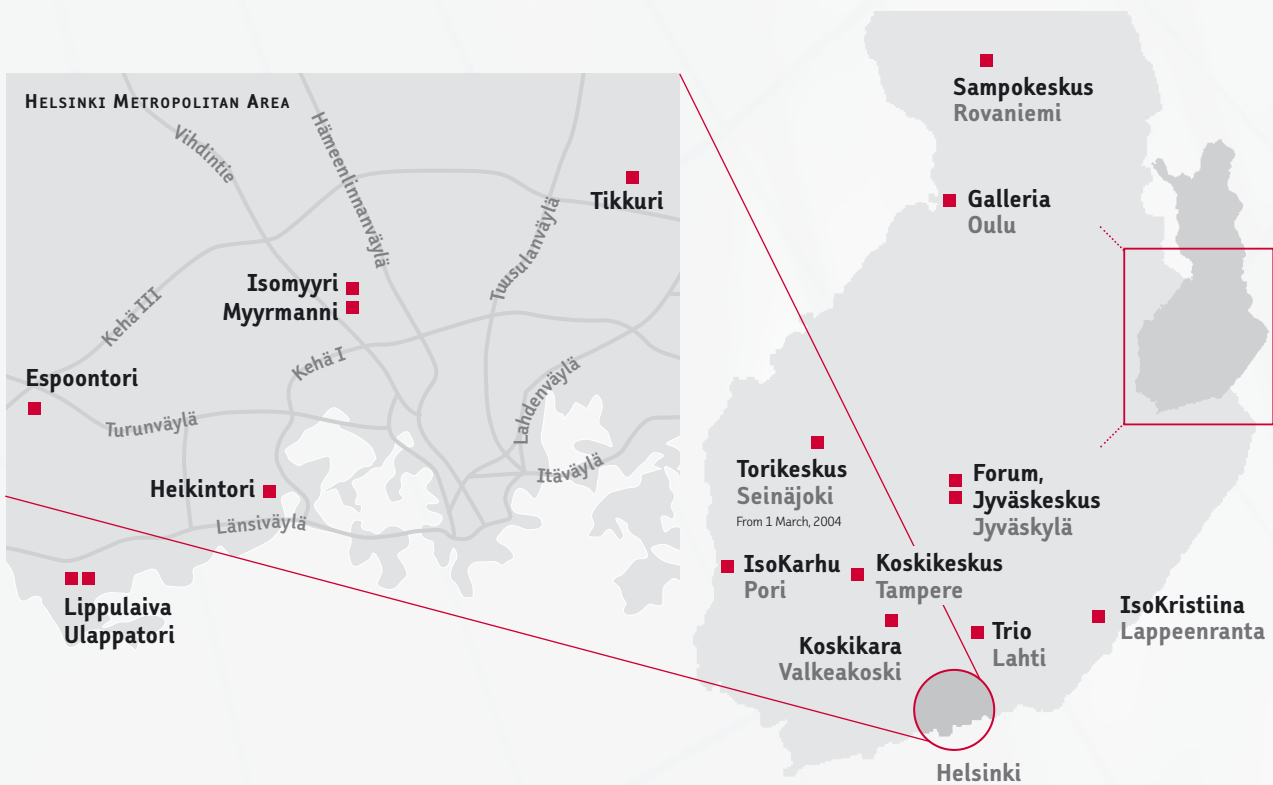 HELSINKI METROPOLITAN AREA
Vihdintie
Hämeenlinnanväylä
Tikkuri
Tuusulanväylä
Isomyyri
Myyrmanni
Kehä III
Kehä I
Espoontori
Turunväylä
Lahdenväylä
Itäväylä
Heikintori
Länsiväylä
Lippulaiva
Ulappatori
Sampokeskus
Rovaniemi
Galleria
Oulu
Torikeskus
Seinäjoki
From 1 March, 2004
Forum,
Jyväskeskus
Jyväskylä
IsoKarhu
Pori
Koskikeskus
Tampere
Koskikara
Valkeakoski
Trio
Lahti
IsoKristiina
Lappeenranta
Helsinki